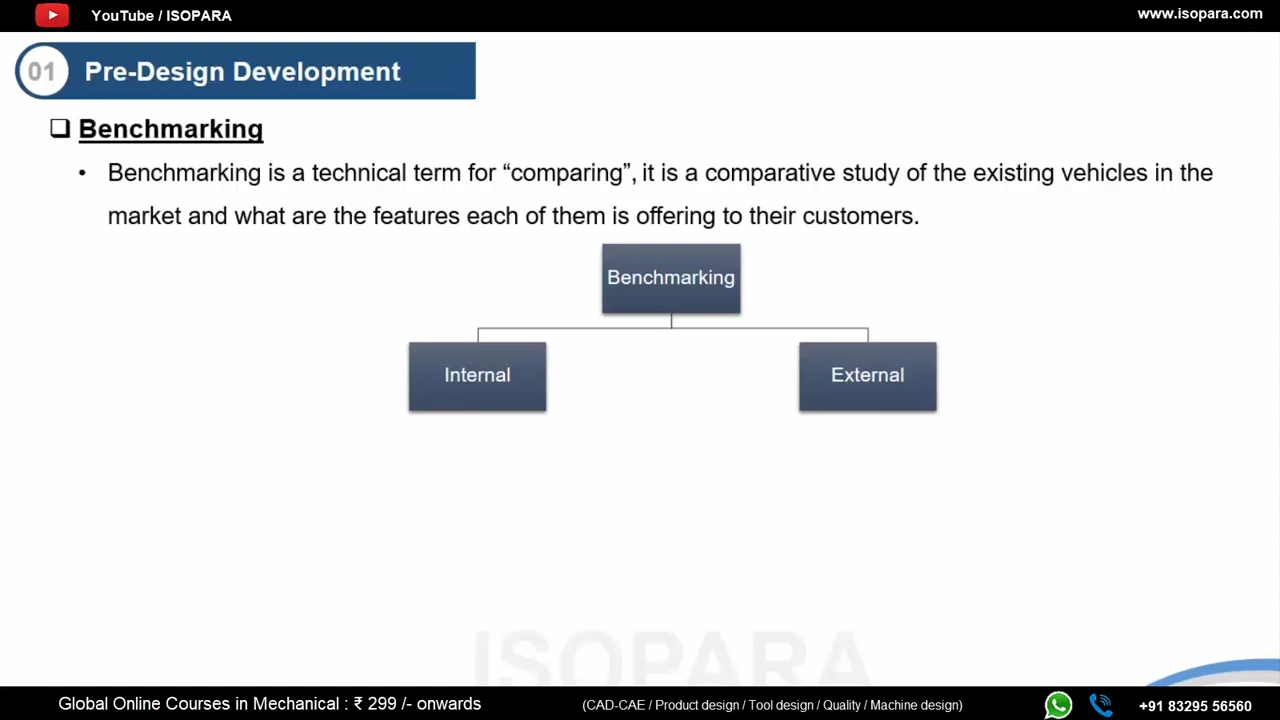 YouTube / ISOPARA
www.isopara.com
01 Pre-Design Development
❑ Benchmarking
• Benchmarking is a technical term for “comparing”, it is a comparative study of the existing vehicles in the
market and what are the features each of them is offering to their customers.
Benchmarking
Internal
External
ISOPARA
Global Online Courses in Mechanical : ₹ 299 /- onwards
(CAD-CAE / Product design / Tool design / Quality / Machine design)
+91 83295 56560